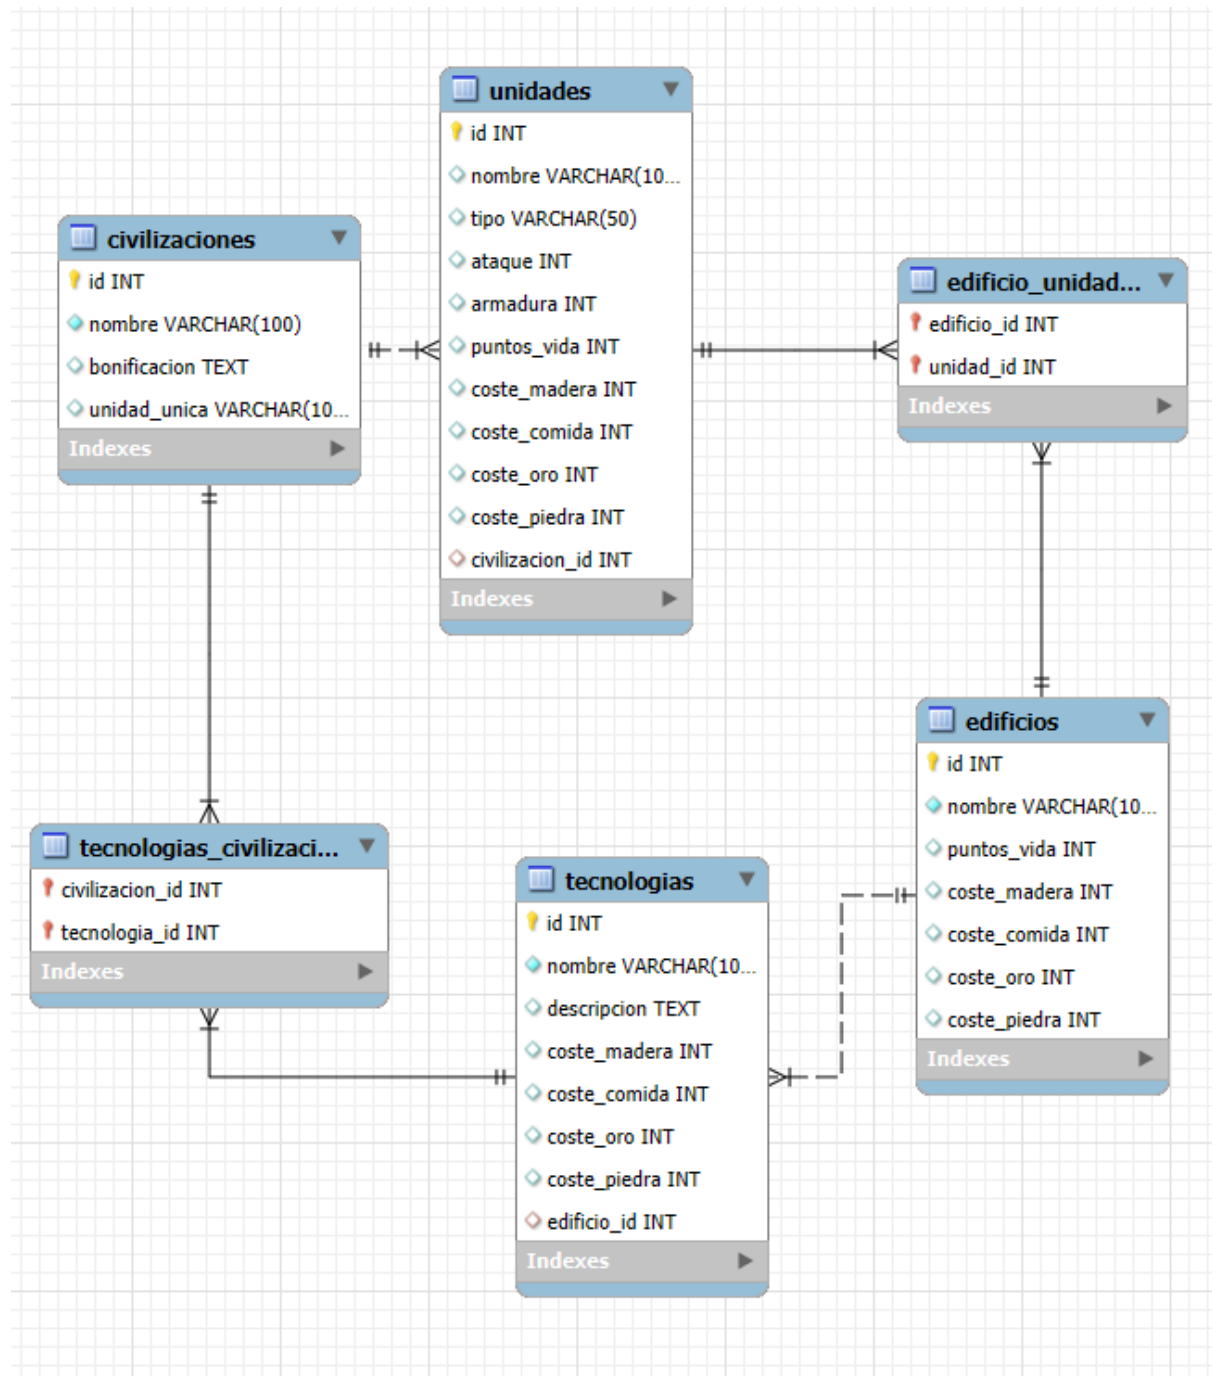 civilizaciones
id INT
nombre VARCHAR(100)
bonificacion TEXT
unidad_unica VARCHAR(10...
Indexes
unidades
id INT
nombre VARCHAR(10...
tipo VARCHAR(50)
ataque INT
armadura INT
puntos_vida INT
coste_madera INT
coste_comida INT
coste_oro INT
coste_piedra INT
civilizacion_id INT
Indexes
edificio_unidad...
edificio_id INT
unidad_id INT
Indexes
tecnologias_civilizaci...
civilizacion_id INT
tecnologia_id INT
Indexes
tecnologias
id INT
nombre VARCHAR(10...
descripcion TEXT
coste_madera INT
coste_comida INT
coste_oro INT
coste_piedra INT
edificio_id INT
Indexes
edificios
id INT
nombre VARCHAR(10...
puntos_vida INT
coste_madera INT
coste_comida INT
coste_oro INT
coste_piedra INT
Indexes